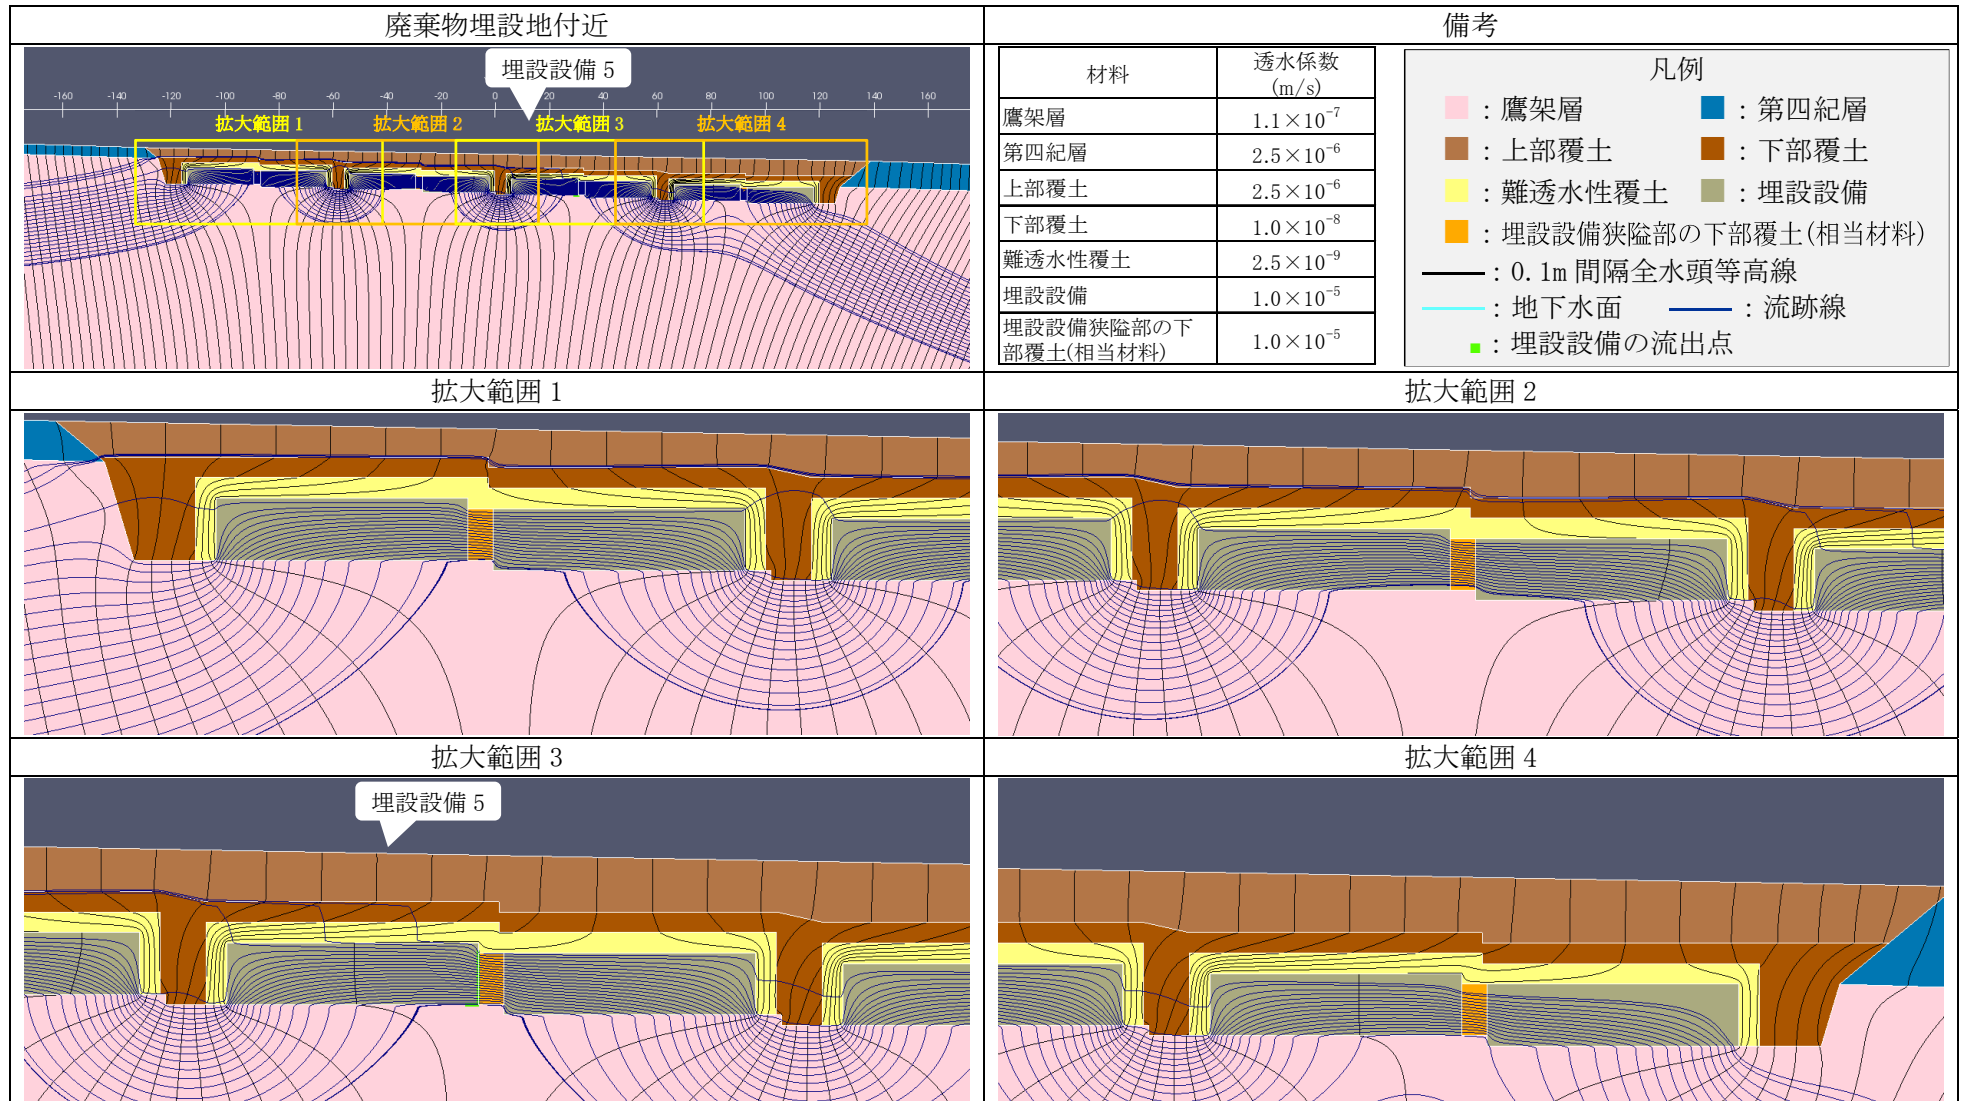 廃棄物埋設地付近
備考
埋設設備 5
-160 -140 -120 -100 -80 -60 -40 -20 0 20 40 60 80 100 120 140 160
拡大範囲 1 拡大範囲 2 拡大範囲 3 拡大範囲 4
材料 透水係数
(m/s)
鷹架層 1.1×10⁻⁷
第四紀層 2.5×10⁻⁶
上部覆土 2.5×10⁻⁶
下部覆土 1.0×10⁻⁸
難透水性覆土 2.5×10⁻⁹
埋設設備 1.0×10⁻⁵
埋設設備狭隘部の下
部覆土(相当材料) 1.0×10⁻⁵
凡例
：鷹架層 ：第四紀層
：上部覆土 ：下部覆土
：難透水性覆土 ：埋設設備
：埋設設備狭隘部の下部覆土(相当材料)
：0.1m 間隔全水頭等高線
：地下水面 ：流跡線
：埋設設備の流出点
拡大範囲 1
拡大範囲 2
拡大範囲 3
拡大範囲 4
埋設設備 5